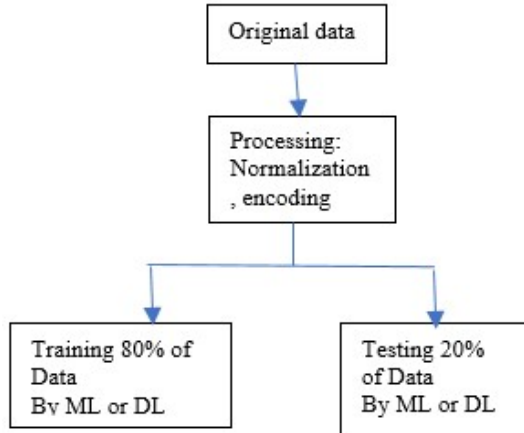 Original data
Processing:
Normalization
, encoding
Training 80% of
Data
By ML or DL
Testing 20%
of Data
By ML or DL